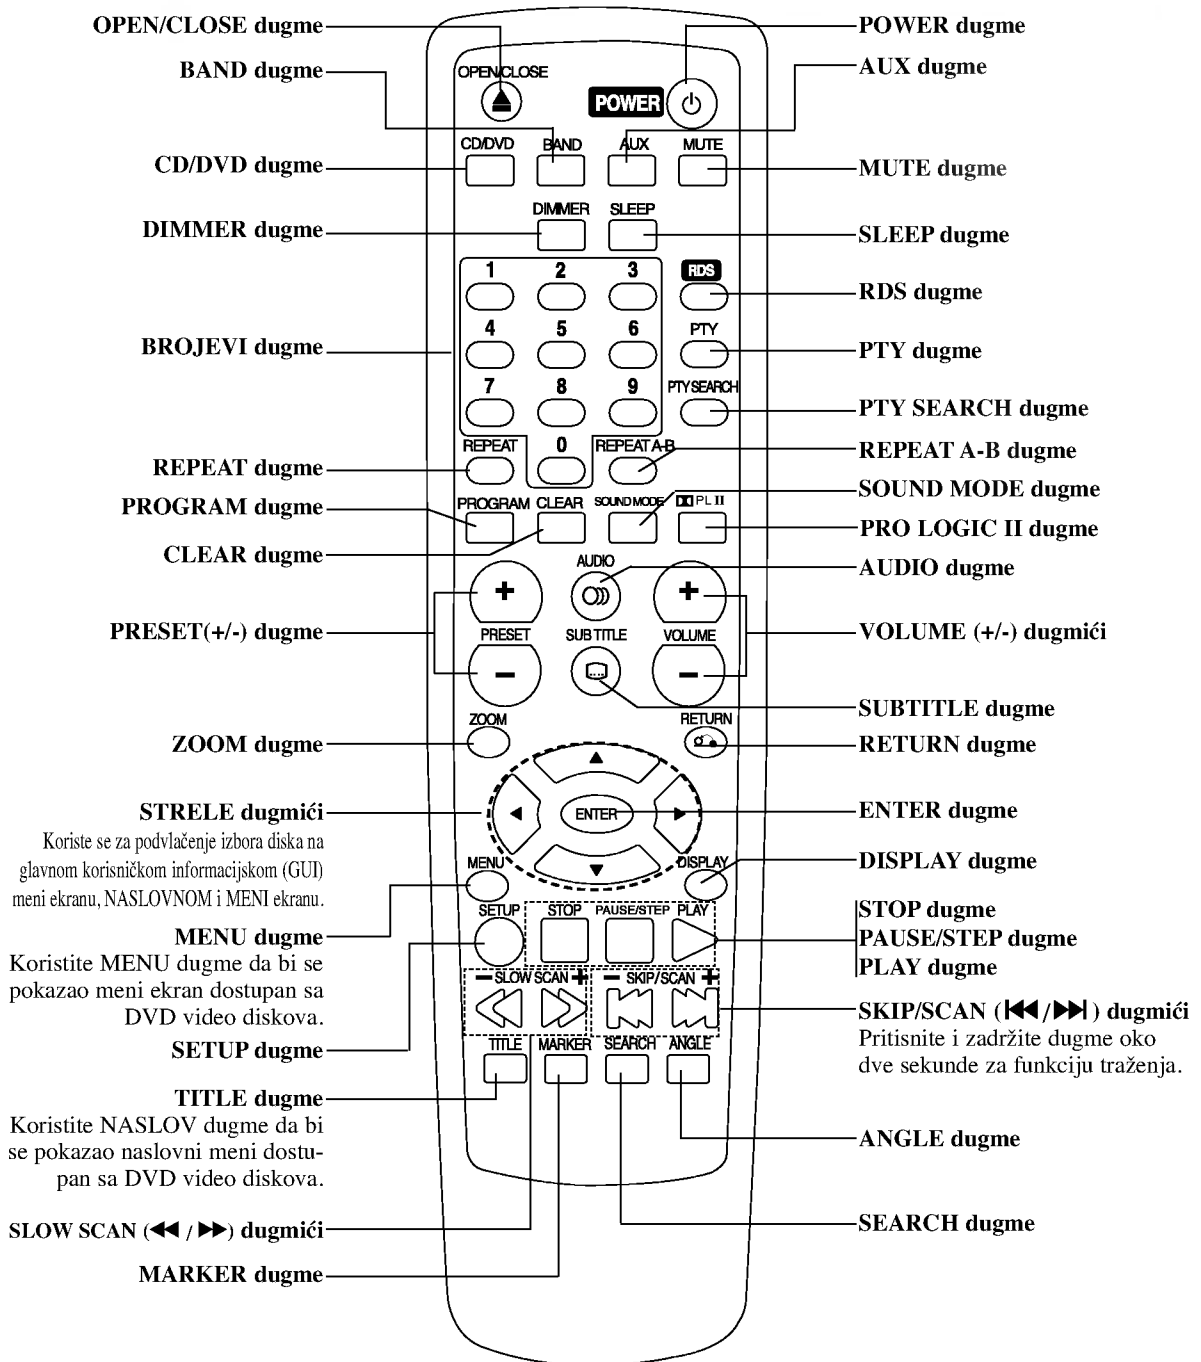 OPEN/CLOSE dugme
BAND dugme
CD/DVD dugme
DIMMER dugme
BROJEVI dugme
REPEAT dugme
PROGRAM dugme
CLEAR dugme
PRESET(+/-) dugme
ZOOM dugme
STRELE dugmići
Koriste se za podvlačenje izbora diska na
glavnom korisničkom informacijskom (GUI)
meni ekranu, NASLOVNOM i MENI ekranu.
MENU dugme
Koristite MENU dugme da bi se
pokazao meni ekran dostupan sa
DVD video diskova.
SETUP dugme
TITLE dugme
Koristite NASLOV dugme da bi
se pokazao naslovni meni dostu-
pan sa DVD video diskova.
SLOW SCAN (◀◀ / ▶▶) dugmići
MARKER dugme
OPEN/CLOSE
POWER
CD/DVD BAND AUX MUTE
DIMMER SLEEP
1 2 3 RDS
4 5 6 PTY
7 8 9 PTY SEARCH
REPEAT 0 REPEAT A-B
PROGRAM CLEAR SOUND MODE PL II
AUDIO
+ +
PRESET SUB TITLE VOLUME
− −
ZOOM RETURN
▲
◀ ENTER ▶
▼
MENU DISPLAY
SETUP STOP PAUSE/STEP PLAY
− SLOW SCAN + − SKIP/SCAN +
TITLE MARKER SEARCH ANGLE
POWER dugme
AUX dugme
MUTE dugme
SLEEP dugme
RDS dugme
PTY dugme
PTY SEARCH dugme
REPEAT A-B dugme
SOUND MODE dugme
PRO LOGIC II dugme
AUDIO dugme
VOLUME (+/-) dugmići
SUBTITLE dugme
RETURN dugme
ENTER dugme
DISPLAY dugme
STOP dugme
PAUSE/STEP dugme
PLAY dugme
SKIP/SCAN (|◀◀/▶▶|) dugmići
Pritisnite i zadržite dugme oko
dve sekunde za funkciju traženja.
ANGLE dugme
SEARCH dugme